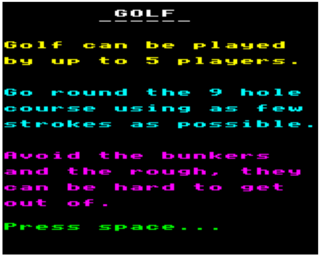 GOLF
Golf can be played
by up to 5 players.
Go round the 9 hole
course using as few
strokes as possible.
Avoid the bunkers
and the rough, they
can be hard to get
out of.
Press space...